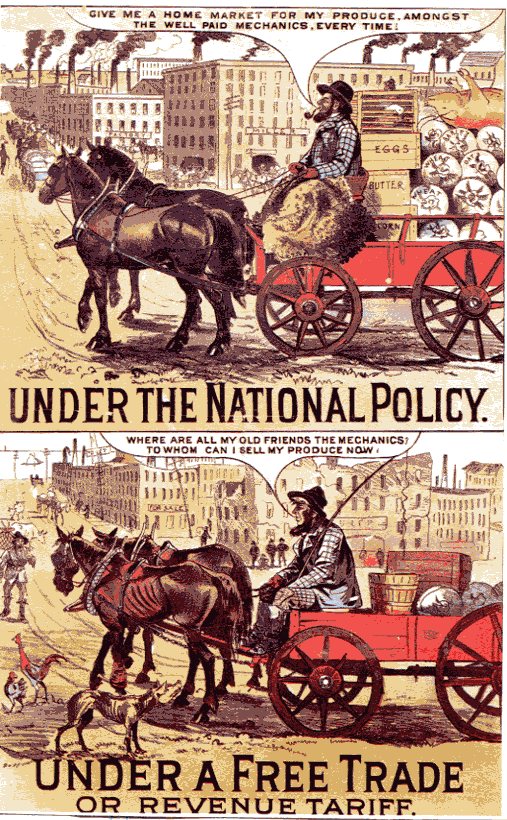 GIVE ME A HOME MARKET FOR MY PRODUCE, AMONGST
THE WELL PAID MECHANICS, EVERY TIME!
EGGS
BUTTER
UNDER THE NATIONAL POLICY.
WHERE ARE ALL MY OLD FRIENDS THE MECHANICS?
TO WHOM CAN I SELL MY PRODUCE NOW?
FOR SALE
UNDER A FREE TRADE
OR REVENUE TARIFF.